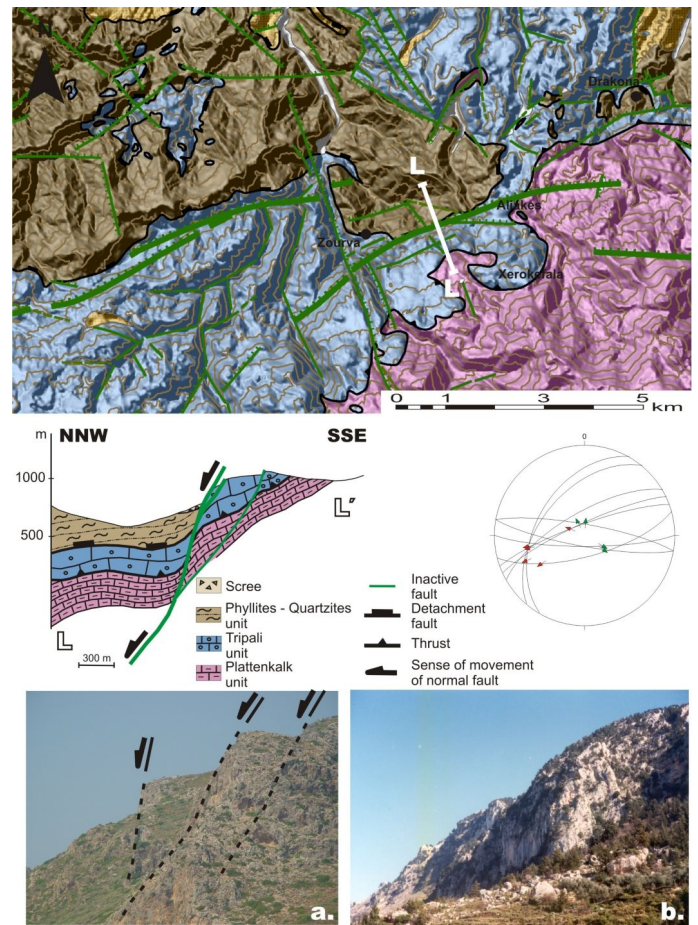 N
Drakona
L
Aliakes
Zourva
Xerokefala
L'
0 1 3 5
km
m NNW SSE
1000
500
L'
L
300 m
0
Scree
Phyllites - Quartzites
unit
Tripali
unit
Plattenkalk
unit
Inactive
fault
Detachment
fault
Thrust
Sense of movement
of normal fault
a.
b.